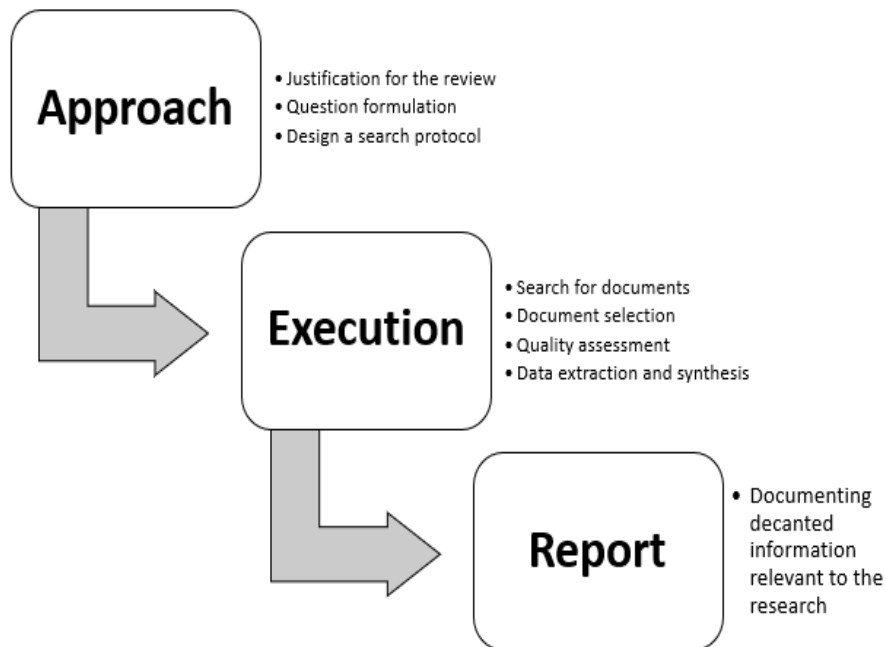 Approach
• Justification for the review
• Question formulation
• Design a search protocol
Execution
• Search for documents
• Document selection
• Quality assessment
• Data extraction and synthesis
Report
• Documenting
decanted
information
relevant to the
research